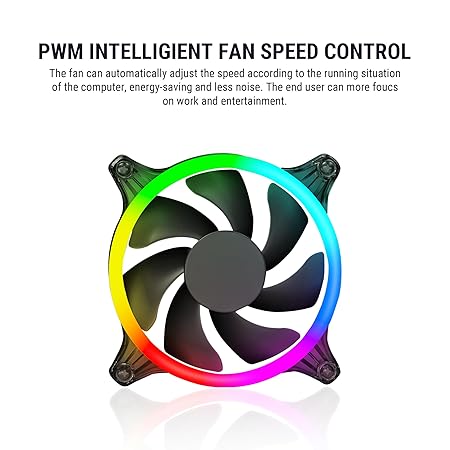 PWM INTELLIGIENT FAN SPEED CONTROL
The fan can automatically adjust the speed according to the running situation
of the computer, energy-saving and less noise. The end user can more foucs
on work and entertainment.